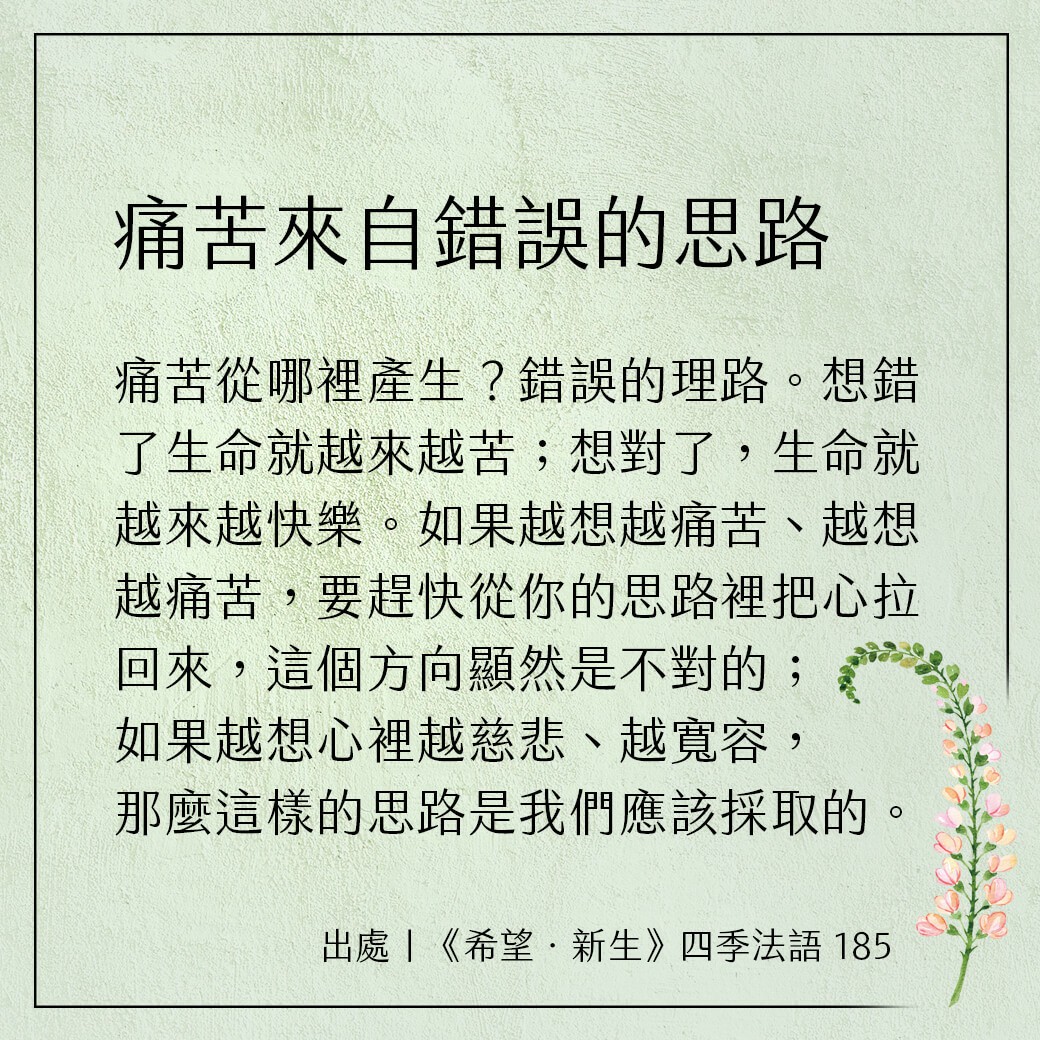 痛苦來自錯誤的思路
痛苦從哪裡產生？錯誤的理路。想錯
了生命就越來越苦；想對了，生命就
越來越快樂。如果越想越痛苦、越想
越痛苦，要趕快從你的思路裡把心拉
回來，這個方向顯然是不對的；
如果越想心裡越慈悲、越寬容，
那麼這樣的思路是我們應該採取的。
出處｜《希望．新生》四季法語 185